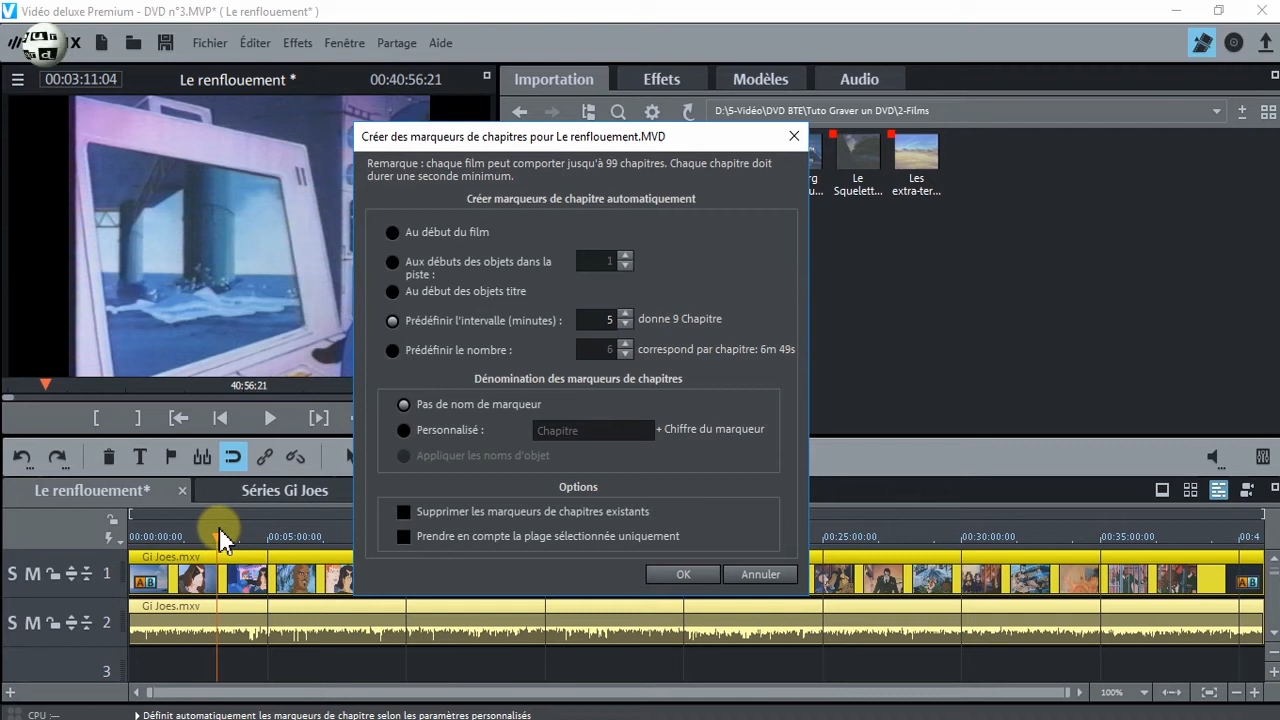 Vidéo deluxe Premium - DVD n°3.MVP* ( Le renflouement* )
Fichier Éditer Effets Fenêtre Partage Aide
00:03:11:04 Le renflouement * 00:40:56:21
Importation Effets Modèles Audio
D:\5-Vidéo\DVD BTE\Tuto Graver un DVD\2-Films
Le Squelett...
Les extra-ter...
Créer des marqueurs de chapitres pour Le renflouement.MVD
Remarque : chaque film peut comporter jusqu'à 99 chapitres. Chaque chapitre doit
durer une seconde minimum.
Créer marqueurs de chapitre automatiquement
Au début du film
Aux débuts des objets dans la
piste : 1
Au début des objets titre
Prédéfinir l'intervalle (minutes) : 5 donne 9 Chapitre
Prédéfinir le nombre : 6 correspond par chapitre: 6m 49s
Dénomination des marqueurs de chapitres
Pas de nom de marqueur
Personnalisé : Chapitre + Chiffre du marqueur
Appliquer les noms d'objet
Options
Supprimer les marqueurs de chapitres existants
Prendre en compte la plage sélectionnée uniquement
OK Annuler
40:56:21
Le renflouement* Séries Gi Joes
00:00:00:00 00:05:00:00 00:25:00:00 00:30:00:00 00:35:00:00 00:4
Gi Joes.mxv
S M 1
Gi Joes.mxv
S M 2
3
100%
CPU : --- Définit automatiquement les marqueurs de chapitre selon les paramètres personnalisés